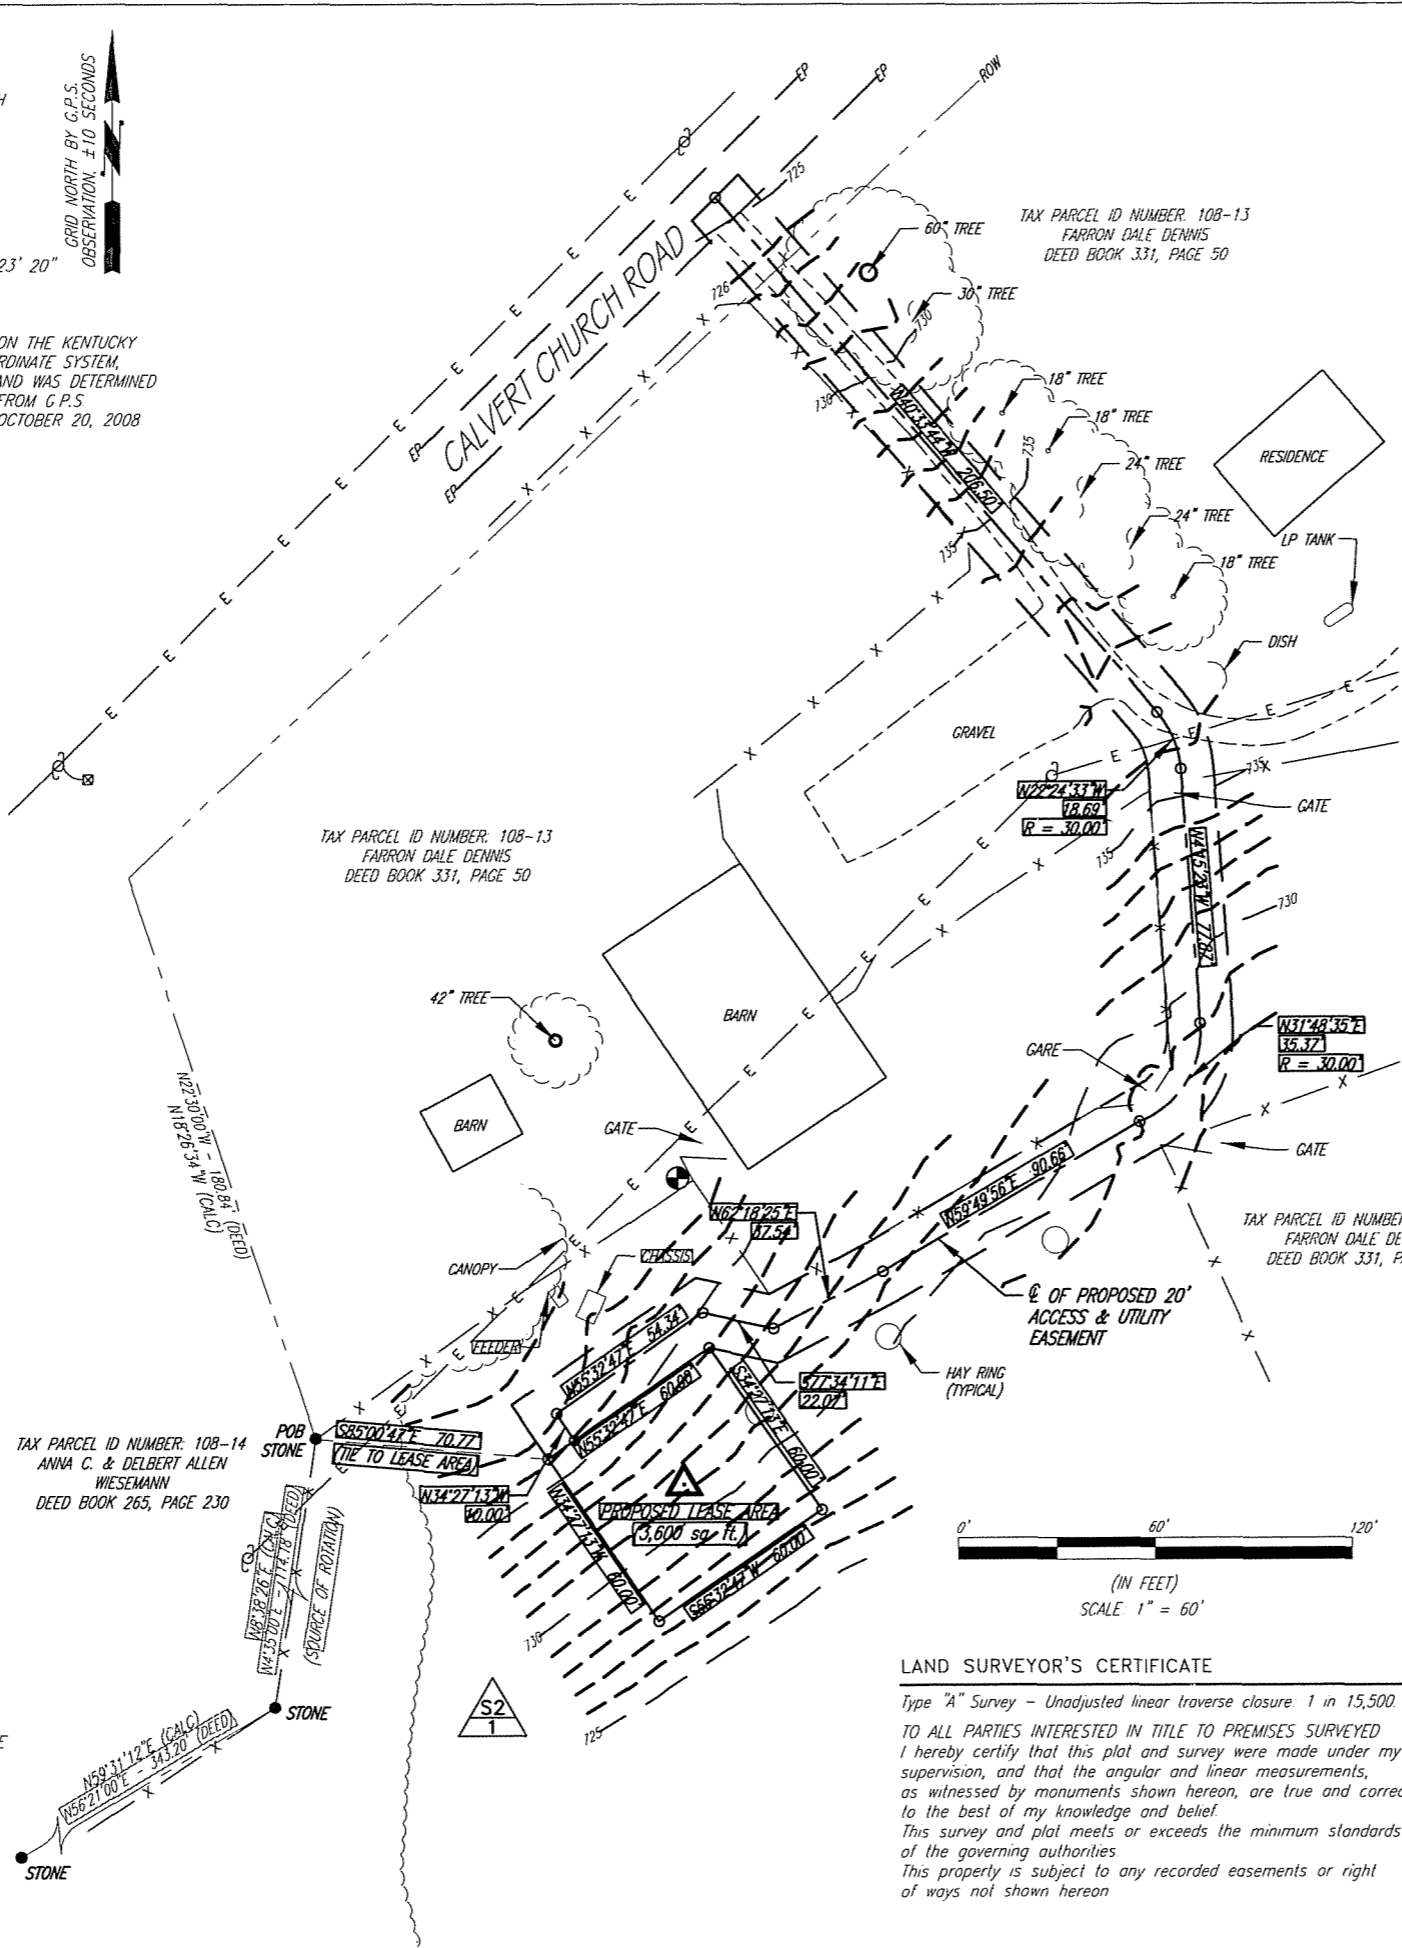 GRID NORTH BY G.P.S.
OBSERVATION, ±10 SECONDS
H
23' 20"
ON THE KENTUCKY
RDINATE SYSTEM,
AND WAS DETERMINED
FROM G.P.S
OCTOBER 20, 2008
EP
EP
ROW
E
E
E
E
E
E
E
E
E
EP
EP
CALVERT CHURCH ROAD
X
X
X
725
726
730
730
735
735
60" TREE
30" TREE
TAX PARCEL ID NUMBER. 108-13
FARRON DALE DENNIS
DEED BOOK 331, PAGE 50
18" TREE
18" TREE
24" TREE
24" TREE
18" TREE
RESIDENCE
LP TANK
DISH
N40°33'44"W 206.50'
GRAVEL
N22°24'33"W
18.69'
R = 30.00'
GATE
735
735
730
N4°15'23"W 77.87'
TAX PARCEL ID NUMBER: 108-13
FARRON DALE DENNIS
DEED BOOK 331, PAGE 50
42" TREE
BARN
BARN
GATE
GARE
N31°48'35"E
35.37'
R = 30.00'
GATE
N22°30'00"W - 180.84' (DEED)
N18°26'34"W (CALC)
N62°18'25"E
37.54'
N59°49'56"E 90.66'
TAX PARCEL ID NUMBER
FARRON DALE DE
DEED BOOK 331, P
CANOPY
CHASSIS
FEEDER
℄ OF PROPOSED 20'
ACCESS & UTILITY
EASEMENT
HAY RING
(TYPICAL)
N55°32'47"E 54.34'
N55°32'47"E 60.00'
S77°34'11"E
22.07'
S34°27'13"E 60.00'
POB
STONE
S85°00'47"E 70.77'
(TIE TO LEASE AREA)
TAX PARCEL ID NUMBER: 108-14
ANNA C. & DELBERT ALLEN
WIESEMANN
DEED BOOK 265, PAGE 230
N34°27'13"W
10.00'
N34°27'13"W 60.00'
PROPOSED LEASE AREA
(3,600 sq. ft.)
S55°32'47"W 60.00'
N8°38'26"E (CALC)
N4°35'00"E - 114.18' (DEED)
(SOURCE OF ROTATION)
730
725
S2
1
STONE
N59°31'12"E (CALC)
N56°21'00"E - 343.20' (DEED)
STONE
E
0' 60' 120'
(IN FEET)
SCALE: 1" = 60'
LAND SURVEYOR'S CERTIFICATE
Type "A" Survey - Unadjusted linear traverse closure: 1 in 15,500.
TO ALL PARTIES INTERESTED IN TITLE TO PREMISES SURVEYED
I hereby certify that this plat and survey were made under my
supervision, and that the angular and linear measurements,
as witnessed by monuments shown hereon, are true and correc
to the best of my knowledge and belief.
This survey and plat meets or exceeds the minimum standards
of the governing authorities
This property is subject to any recorded easements or right
of ways not shown hereon